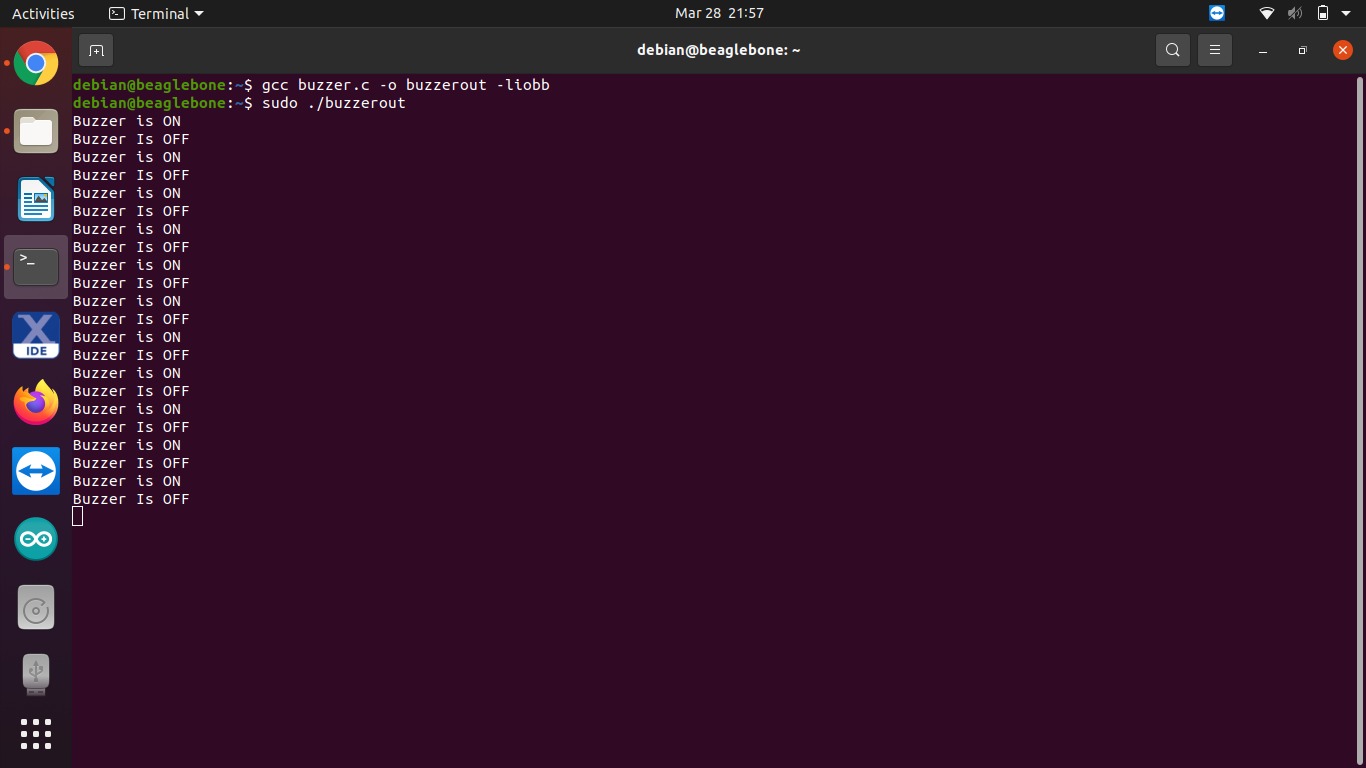 Activities
Terminal
Mar 28 21:57
debian@beaglebone: ~
debian@beaglebone:~$ gcc buzzer.c -o buzzerout -liobb
debian@beaglebone:~$ sudo ./buzzerout
Buzzer is ON
Buzzer Is OFF
Buzzer is ON
Buzzer Is OFF
Buzzer is ON
Buzzer Is OFF
Buzzer is ON
Buzzer Is OFF
Buzzer is ON
Buzzer Is OFF
Buzzer is ON
Buzzer Is OFF
Buzzer is ON
Buzzer Is OFF
Buzzer is ON
Buzzer Is OFF
Buzzer is ON
Buzzer Is OFF
Buzzer is ON
Buzzer Is OFF
Buzzer is ON
Buzzer Is OFF
>_
X
IDE